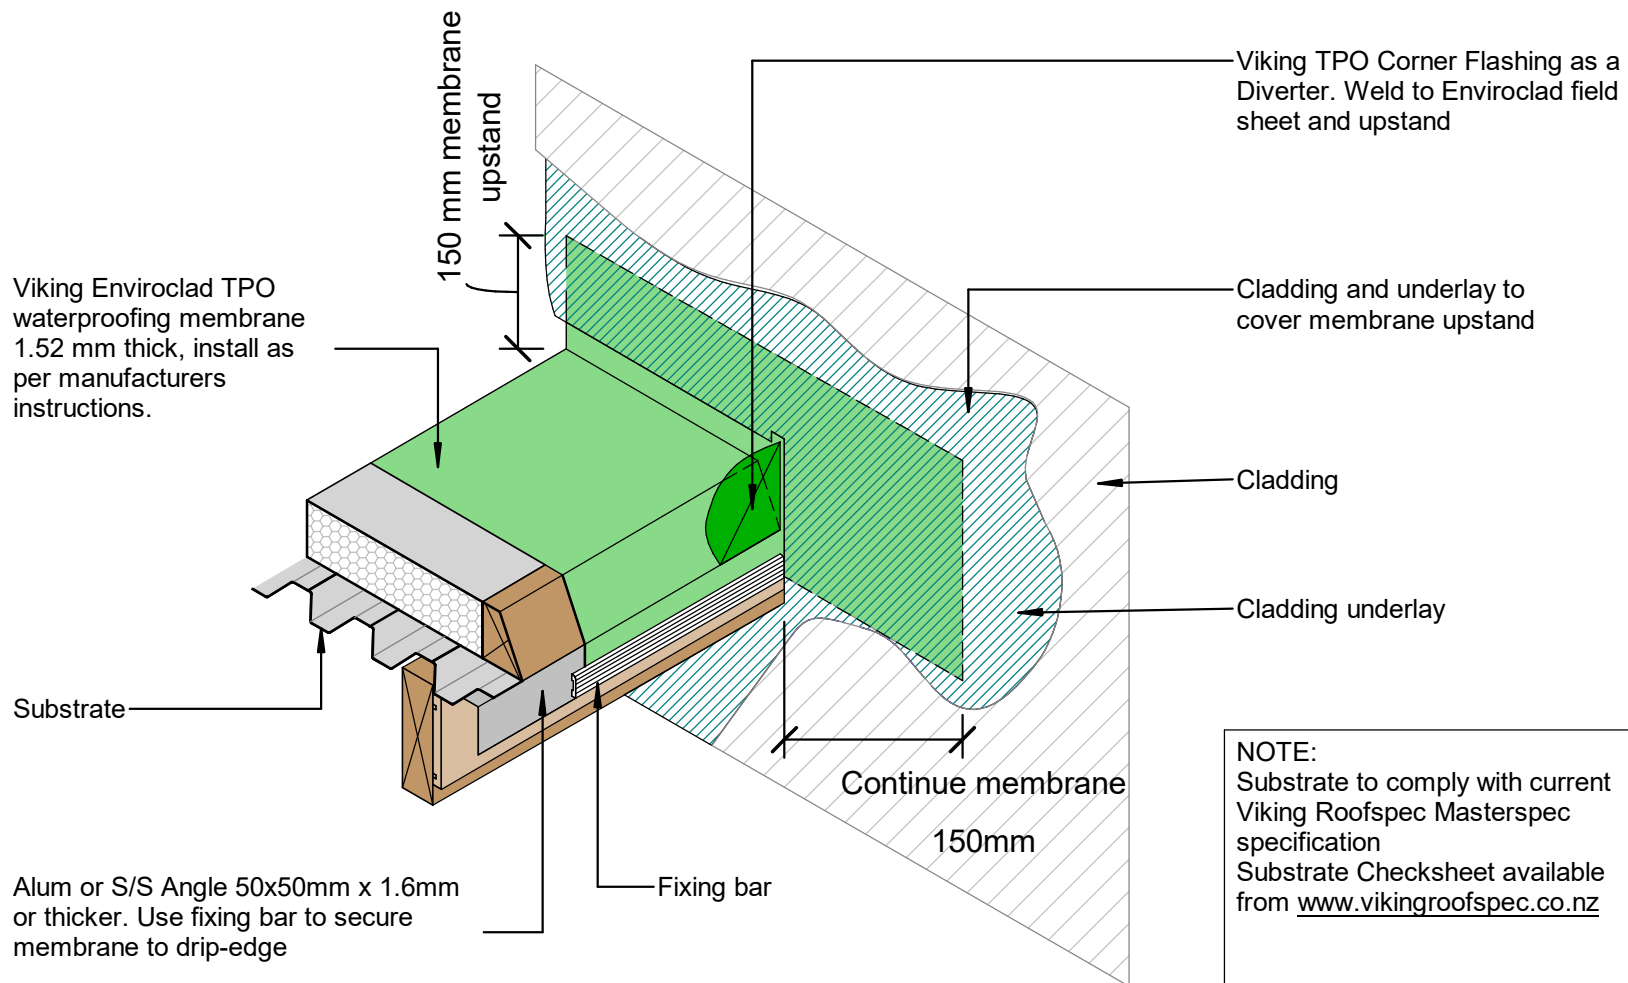 150 mm membrane
upstand
Viking TPO Corner Flashing as a
Diverter. Weld to Enviroclad field
sheet and upstand
Viking Enviroclad TPO
waterproofing membrane
1.52 mm thick, install as
per manufacturers
instructions.
Cladding and underlay to
cover membrane upstand
Cladding
Cladding underlay
Substrate
Continue membrane
150mm
NOTE:
Substrate to comply with current
Viking Roofspec Masterspec
specification
Substrate Checksheet available
from www.vikingroofspec.co.nz
Alum or S/S Angle 50x50mm x 1.6mm
or thicker. Use fixing bar to secure
membrane to drip-edge
Fixing bar